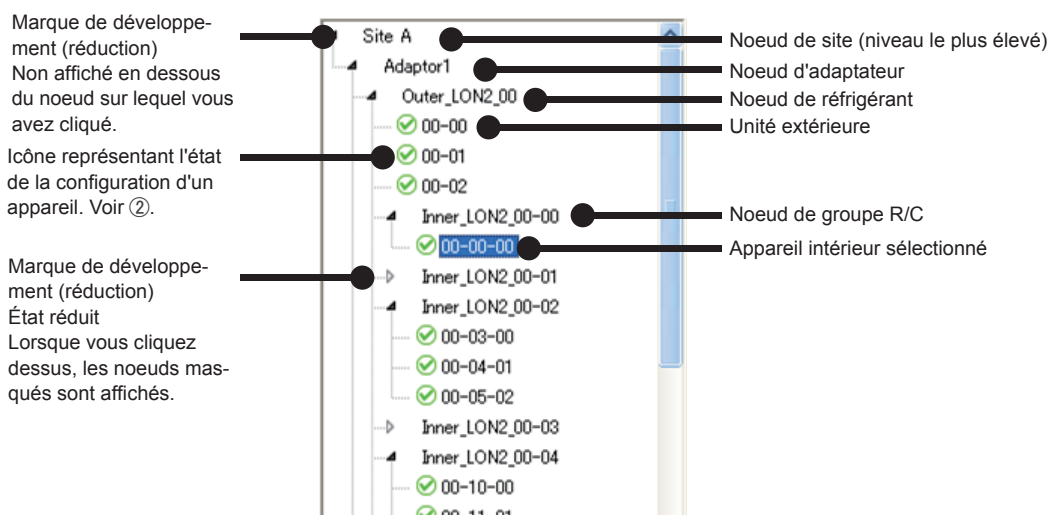 Marque de développe-
ment (réduction)
Non affiché en dessous
du noeud sur lequel vous
avez cliqué.
Icône représentant l'état
de la configuration d'un
appareil. Voir ②.
Marque de développe-
ment (réduction)
État réduit
Lorsque vous cliquez
dessus, les noeuds mas-
qués sont affichés.
Site A
Adaptor1
Outer_LON2_00
00-00
00-01
00-02
Inner_LON2_00-00
00-00-00
Inner_LON2_00-01
Inner_LON2_00-02
00-03-00
00-04-01
00-05-02
Inner_LON2_00-03
Inner_LON2_00-04
00-10-00
00-11-01
Noeud de site (niveau le plus élevé)
Noeud d'adaptateur
Noeud de réfrigérant
Unité extérieure
Noeud de groupe R/C
Appareil intérieur sélectionné